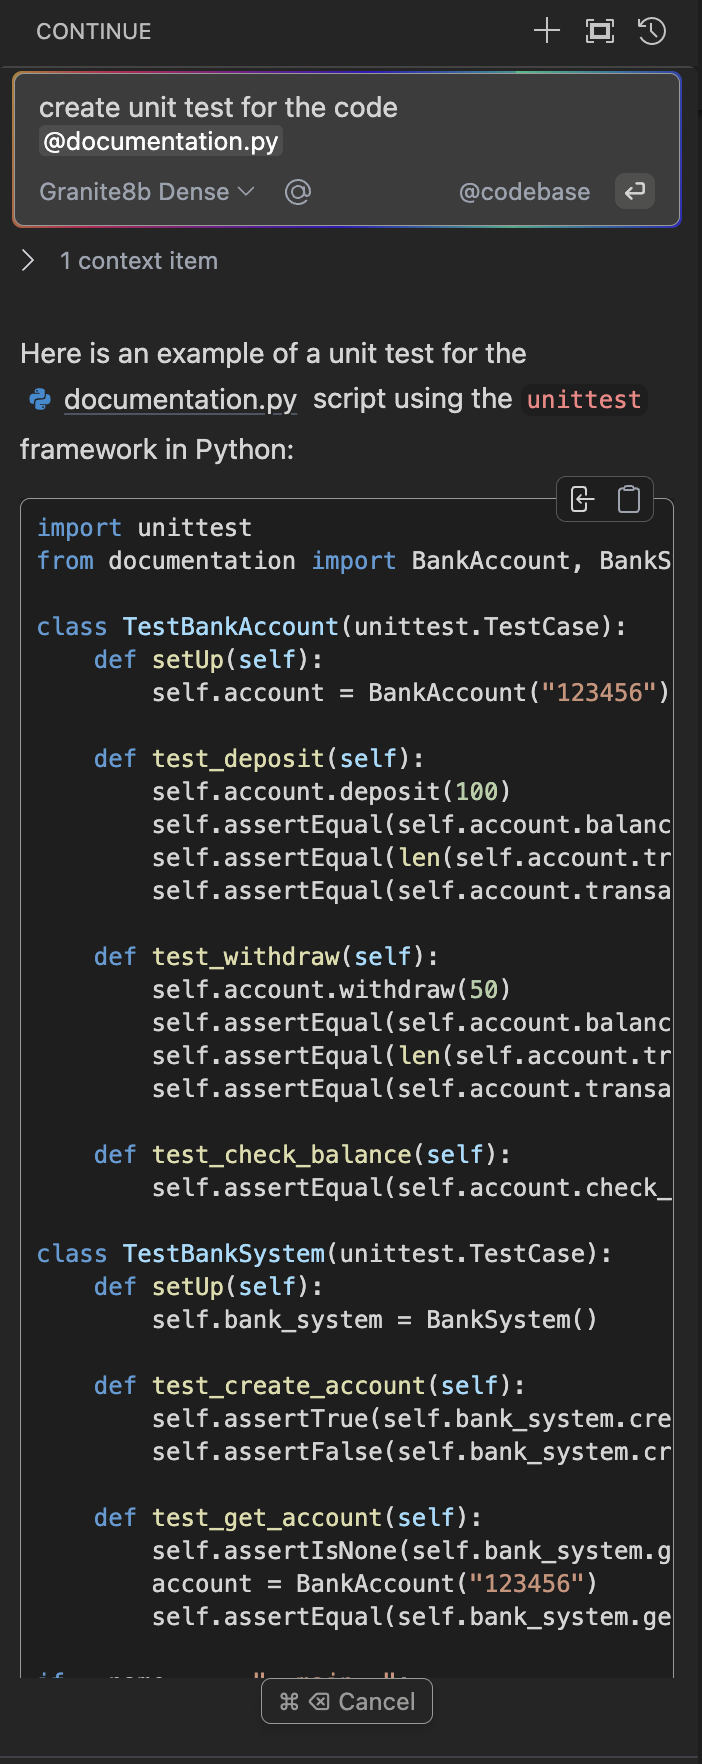 CONTINUE
create unit test for the code
@documentation.py
Granite8b Dense @codebase
1 context item
Here is an example of a unit test for the
documentation.py script using the unittest
framework in Python:
import unittest
from documentation import BankAccount, BankS
class TestBankAccount(unittest.TestCase):
    def setUp(self):
        self.account = BankAccount("123456")
    def test_deposit(self):
        self.account.deposit(100)
        self.assertEqual(self.account.balanc
        self.assertEqual(len(self.account.tr
        self.assertEqual(self.account.transa
    def test_withdraw(self):
        self.account.withdraw(50)
        self.assertEqual(self.account.balanc
        self.assertEqual(len(self.account.tr
        self.assertEqual(self.account.transa
    def test_check_balance(self):
        self.assertEqual(self.account.check_
class TestBankSystem(unittest.TestCase):
    def setUp(self):
        self.bank_system = BankSystem()
    def test_create_account(self):
        self.assertTrue(self.bank_system.cre
        self.assertFalse(self.bank_system.cr
    def test_get_account(self):
        self.assertIsNone(self.bank_system.g
        account = BankAccount("123456")
        self.assertEqual(self.bank_system.ge
⌘ ⌫ Cancel